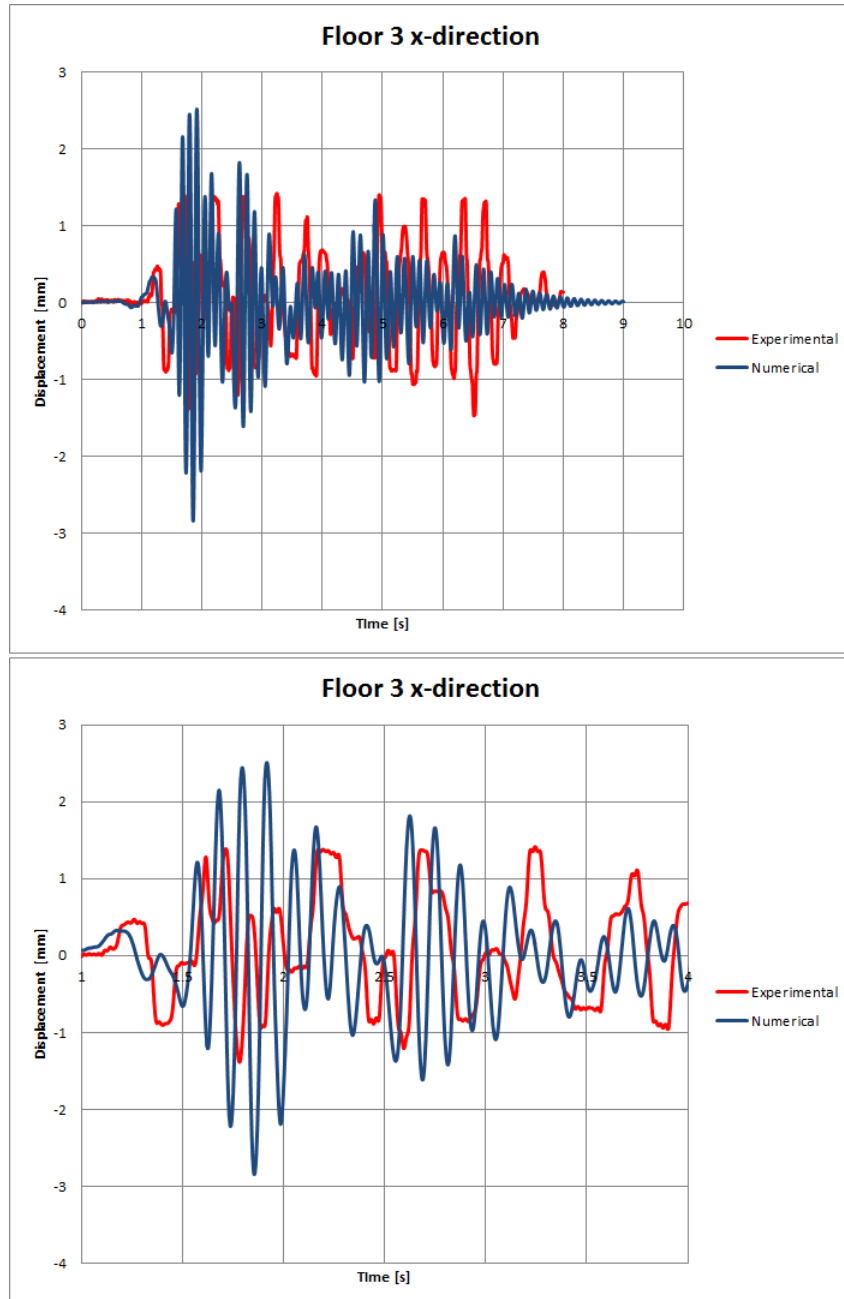 Floor 3 x-direction
3
2
1
0
-1
-2
-3
-4
0 1 2 3 4 5 6 7 8 9 10
Displacement [mm]
TIme [s]
Experimental
Numerical
Floor 3 x-direction
3
2
1
0
-1
-2
-3
-4
1 1.5 2 2.5 3 3.5 4
Displacement [mm]
TIme [s]
Experimental
Numerical